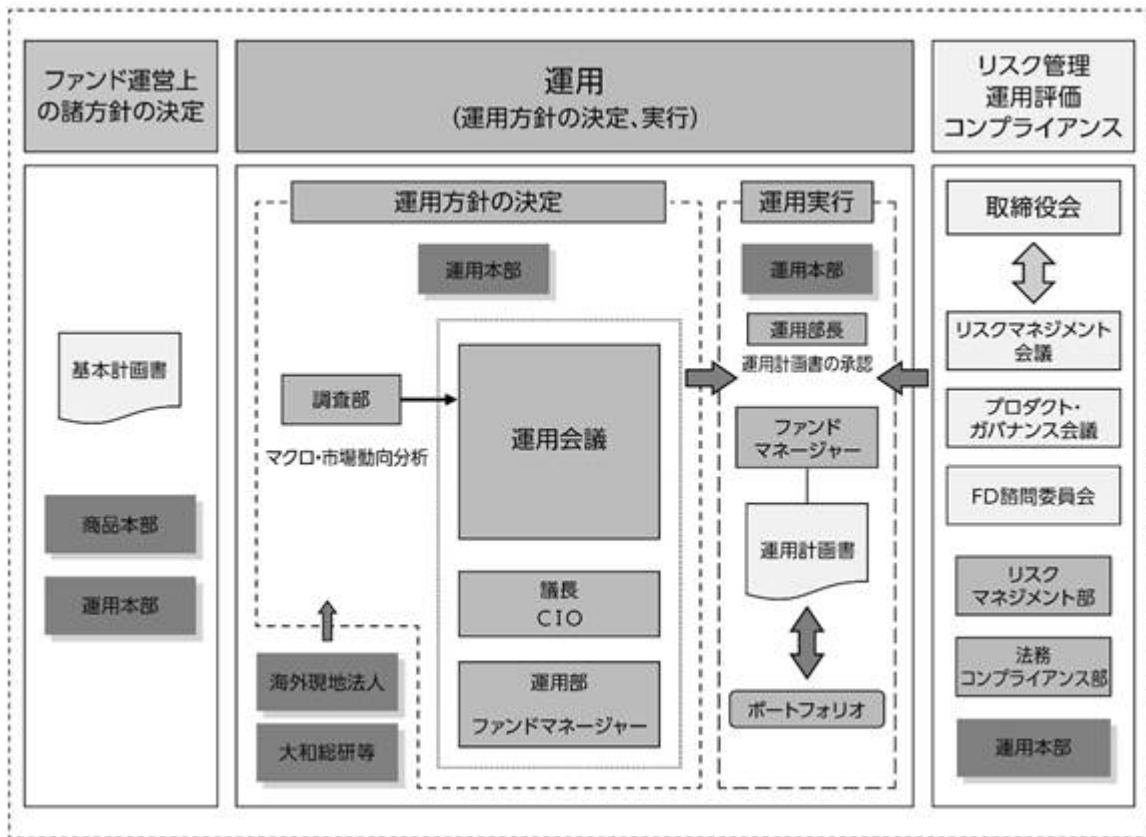 ファンド運営上
の諸方針の決定
基本計画書
商品本部
運用本部
運用
(運用方針の決定、実行)
運用方針の決定
運用本部
調査部
マクロ・市場動向分析
運用会議
議長
CIO
運用部
ファンドマネージャー
海外現地法人
大和総研等
運用実行
運用本部
運用部長
運用計画書の承認
ファンド
マネージャー
運用計画書
ポートフォリオ
リスク管理
運用評価
コンプライアンス
取締役会
リスクマネジメント
会議
プロダクト・
ガバナンス会議
FD諮問委員会
リスク
マネジメント部
法務
コンプライアンス部
運用本部